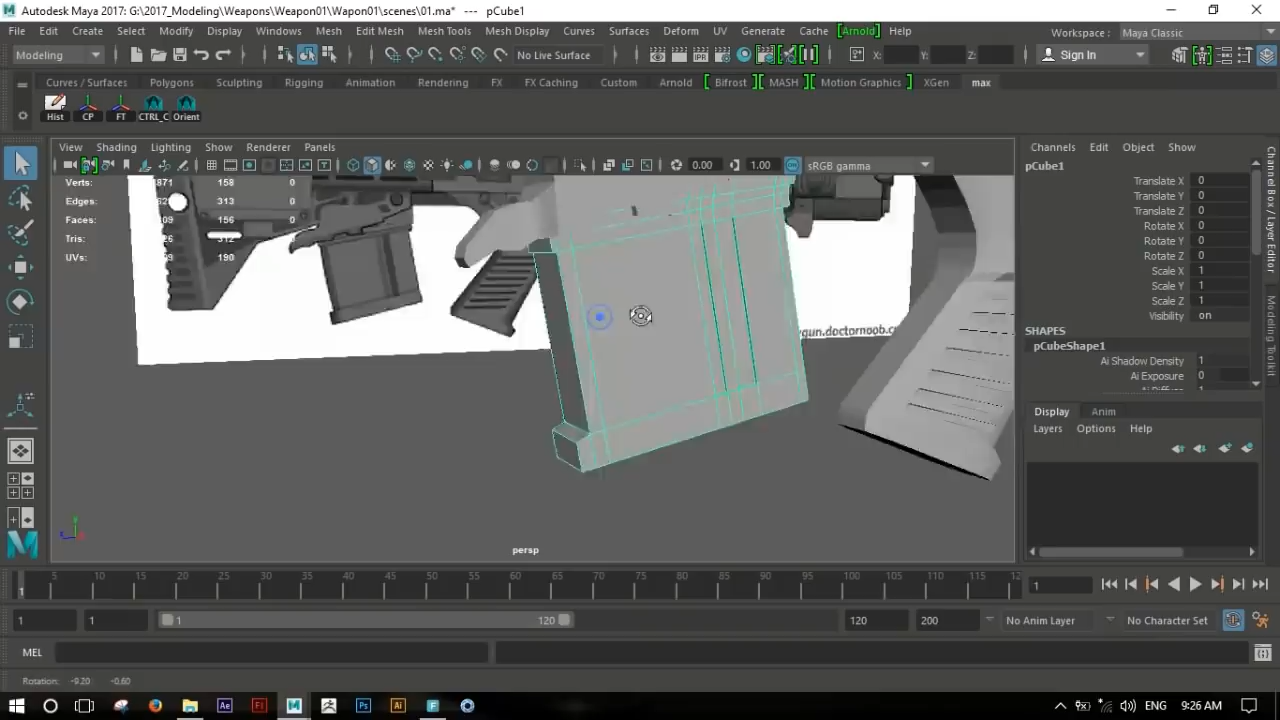 Autodesk Maya 2017: G:\2017_Modeling\Weapons\Weapon01\Wapon01\scenes\01.ma* --- pCube1
File Edit Create Select Modify Display Windows Mesh Edit Mesh Mesh Tools Mesh Display Curves Surfaces Deform UV Generate Cache Arnold Help
Workspace : Maya Classic
Modeling
No Live Surface
X: Y: Z:
Sign In
Curves / Surfaces Polygons Sculpting Rigging Animation Rendering FX FX Caching Custom Arnold Bifrost MASH Motion Graphics XGen max
Hist CP FT CTRL_C Orient
View Shading Lighting Show Renderer Panels
0.00 1.00 sRGB gamma
Verts: 158 0
Edges: 313 0
Faces: 156 0
Tris: 312 0
UVs: 190 0
gun.doctornoob.c
persp
Channels Edit Object Show
pCube1
Translate X 0
Translate Y 0
Translate Z 0
Rotate X 0
Rotate Y 0
Rotate Z 0
Scale X 1
Scale Y 1
Scale Z 1
Visibility on
SHAPES
pCubeShape1
Ai Shadow Density 1
Ai Exposure 0
Display Anim
Layers Options Help
Channel Box / Layer Editor
Modeling Toolkit
5 10 15 20 25 30 35 40 45 50 55 60 65 70 75 80 85 90 95 100 105 110 115 12
1
1
1 1 1 120 120 200 No Anim Layer No Character Set
MEL
Rotation: -9.20 -0.60
Ae Fl Ps Ai F
ENG 9:26 AM